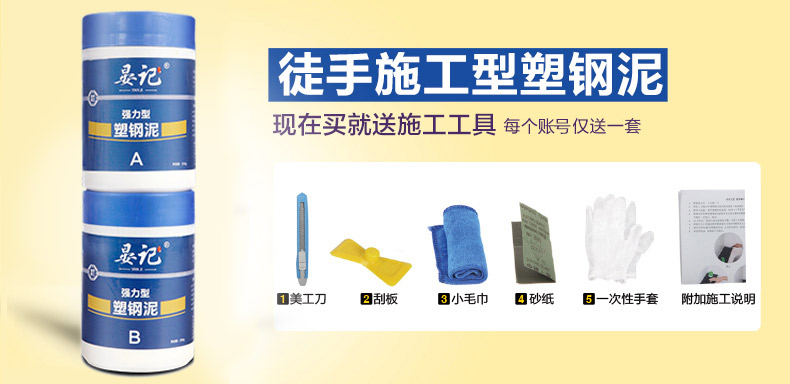 晏记®
强力型
塑钢泥
A
晏记®
强力型
塑钢泥
B
徒手施工型塑钢泥
现在买就送施工工具 每个账号仅送一套
1 美工刀
2 刮板
3 小毛巾
4 砂纸
5 一次性手套
附加施工说明